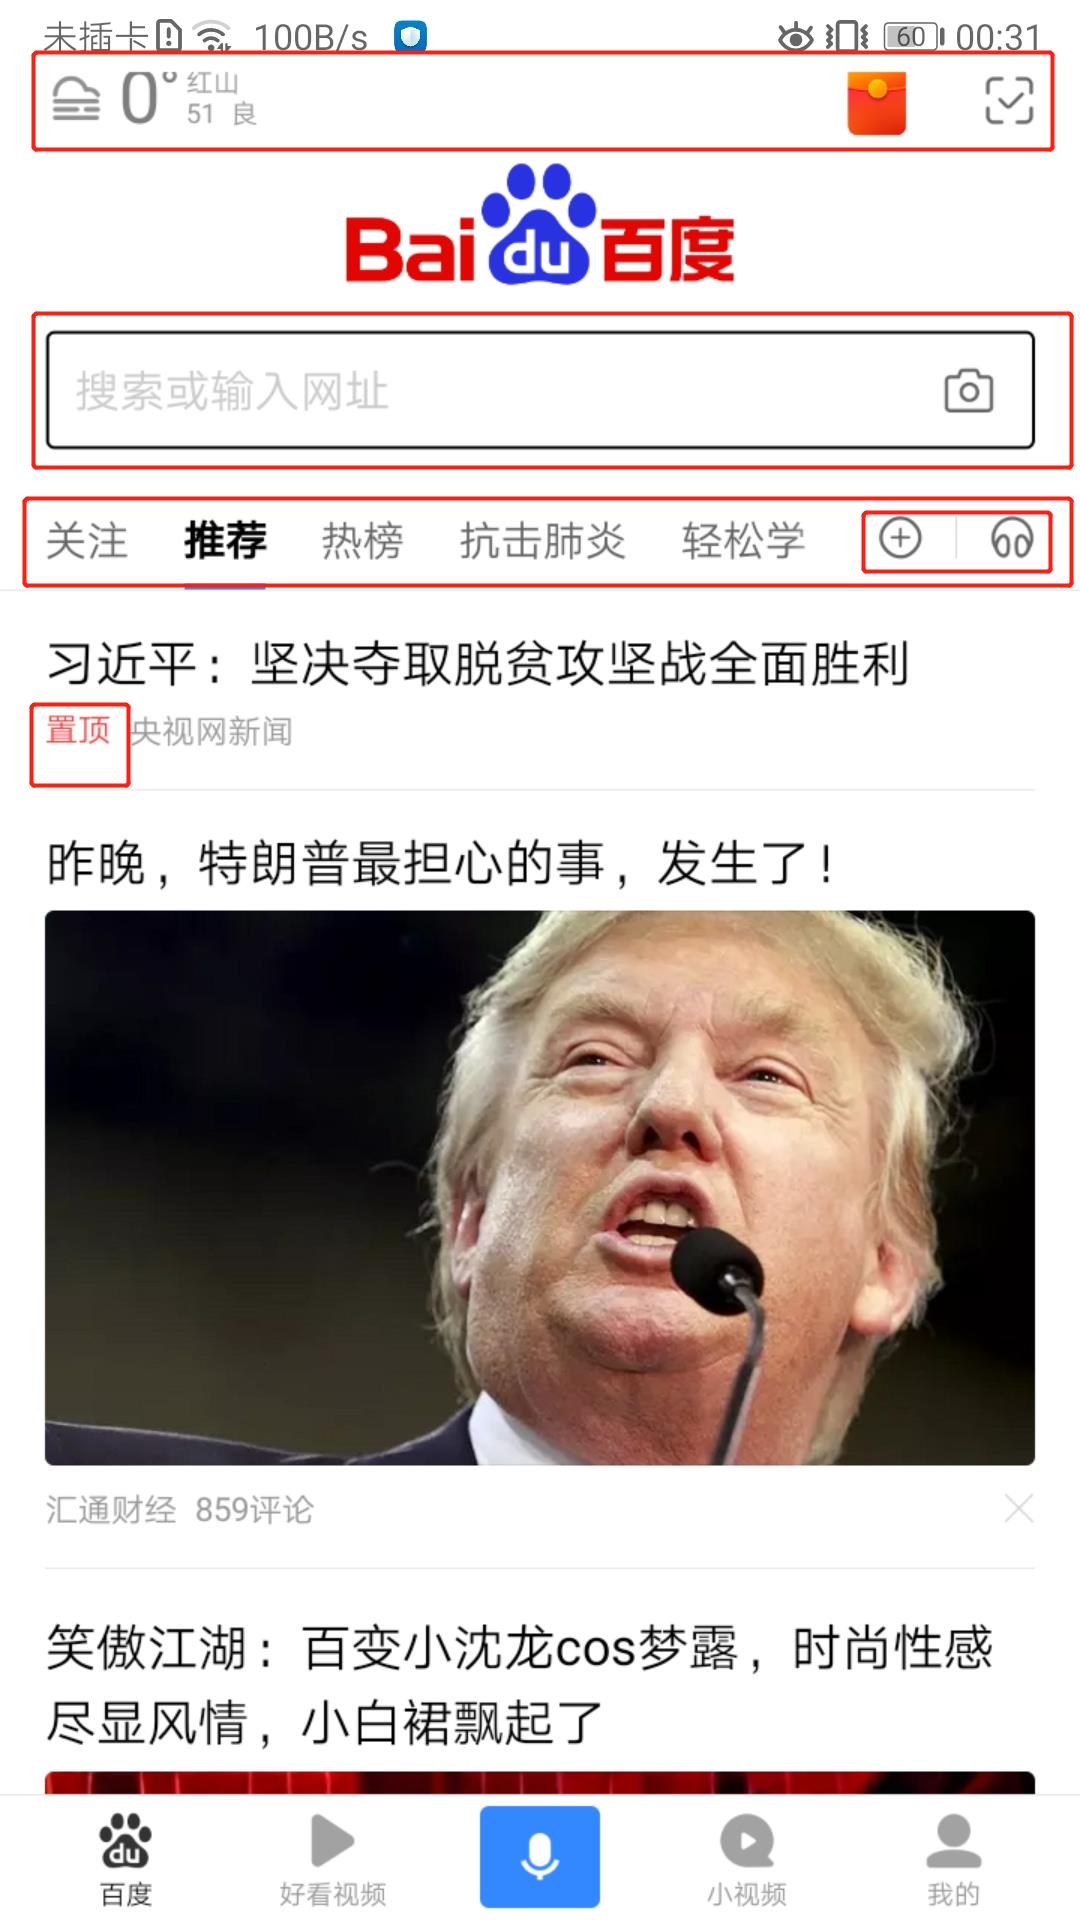 未插卡 100B/s 60 00:31
0° 红山
51 良
Bai du 百度
搜索或输入网址
关注 推荐 热榜 抗击肺炎 轻松学
习近平：坚决夺取脱贫攻坚战全面胜利
置顶 央视网新闻
昨晚，特朗普最担心的事，发生了！
汇通财经 859评论
笑傲江湖：百变小沈龙cos梦露，时尚性感
尽显风情，小白裙飘起了
du
百度 好看视频 小视频 我的